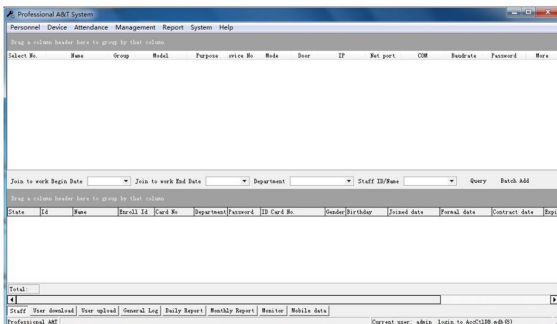 Professional A&T System
Personnel Device Attendance Management Report System Help
Drag a column header here to group by that column
Select No. Name Group Model Purpose rvice No Mode Door IP Net port COM Baudrate Password More
Join to work Begin Date Join to work End Date Department Staff ID/Name Query Batch Add
Drag a column header here to group by that column
State Id Name Enroll Id Card No Department Password ID Card No. Gender Birthday Joined date Formal date Contract date Expi
Total:
Staff User download User upload General Log Daily Report Monthly Report Monitor Mobile data
Professional A&T Current user: admin login to AccCtlDB.mdb(S)